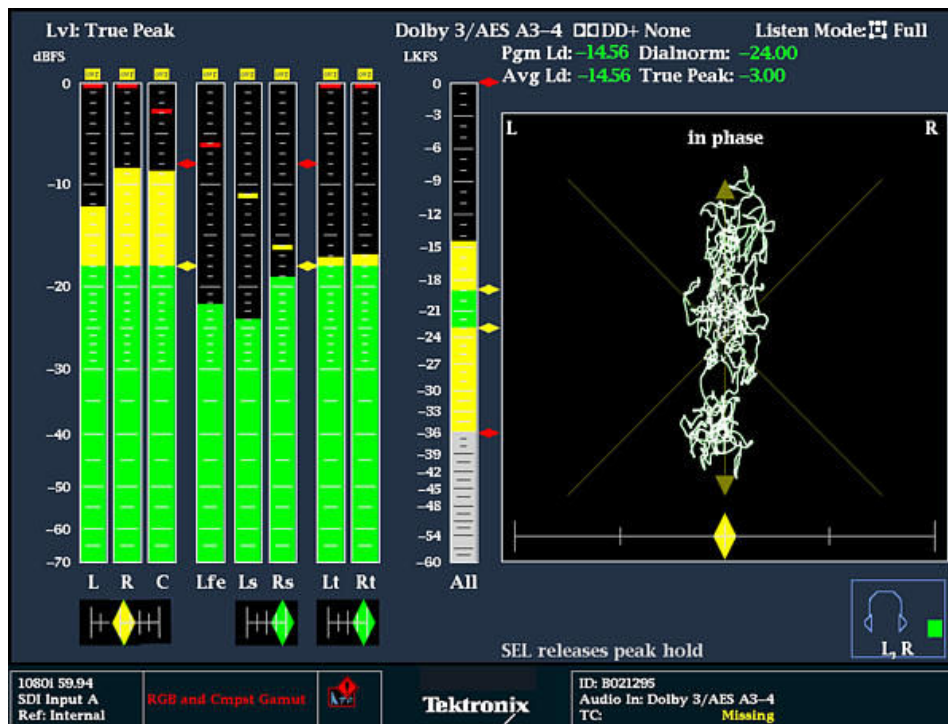 Lvl: True Peak
Dolby 3/AES A3-4 DD+ None
Listen Mode: Full
dBFS
LKFS
Pgm Ld: -14.56 Dialnorm: -24.00
Avg Ld: -14.56 True Peak: -3.00
0
-10
-20
-30
-40
-50
-60
-70
0
-3
-6
-9
-12
-15
-18
-21
-24
-27
-30
-33
-36
-39
-42
-45
-48
-54
-60
L
in phase
R
L R C Lfe Ls Rs Lt Rt All
L, R
SEL releases peak hold
1080i 59.94
SDI Input A
Ref: Internal
RGB and Cmpst Gamut
Tektronix
ID: B021295
Audio In: Dolby 3/AES A3-4
TC: Missing